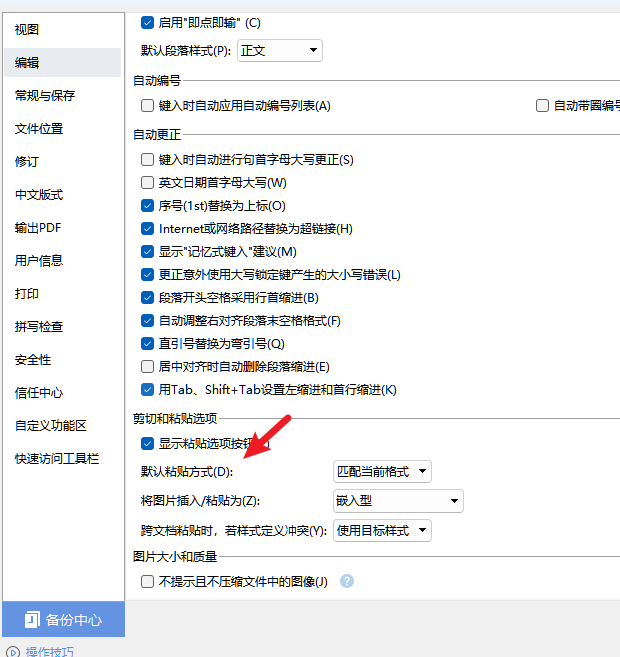 视图
编辑
常规与保存
文件位置
修订
中文版式
输出PDF
用户信息
打印
拼写检查
安全性
信任中心
自定义功能区
快速访问工具栏
备份中心
操作技巧
启用"即点即输" (C)
默认段落样式(P): 正文
自动编号
键入时自动应用自动编号列表(A) 自动带圈编号
自动更正
键入时自动进行句首字母大写更正(S)
英文日期首字母大写(W)
序号(1st)替换为上标(O)
Internet或网络路径替换为超链接(H)
显示"记忆式键入"建议(M)
更正意外使用大写锁定键产生的大小写错误(L)
段落开头空格采用行首缩进(B)
自动调整右对齐段落末空格格式(F)
直引号替换为弯引号(Q)
居中对齐时自动删除段落缩进(E)
用Tab、Shift+Tab设置左缩进和首行缩进(K)
剪切和粘贴选项
显示粘贴选项按钮
默认粘贴方式(D): 匹配当前格式
将图片插入/粘贴为(Z): 嵌入型
跨文档粘贴时，若样式定义冲突(Y): 使用目标样式
图片大小和质量
不提示且不压缩文件中的图像(J) ?